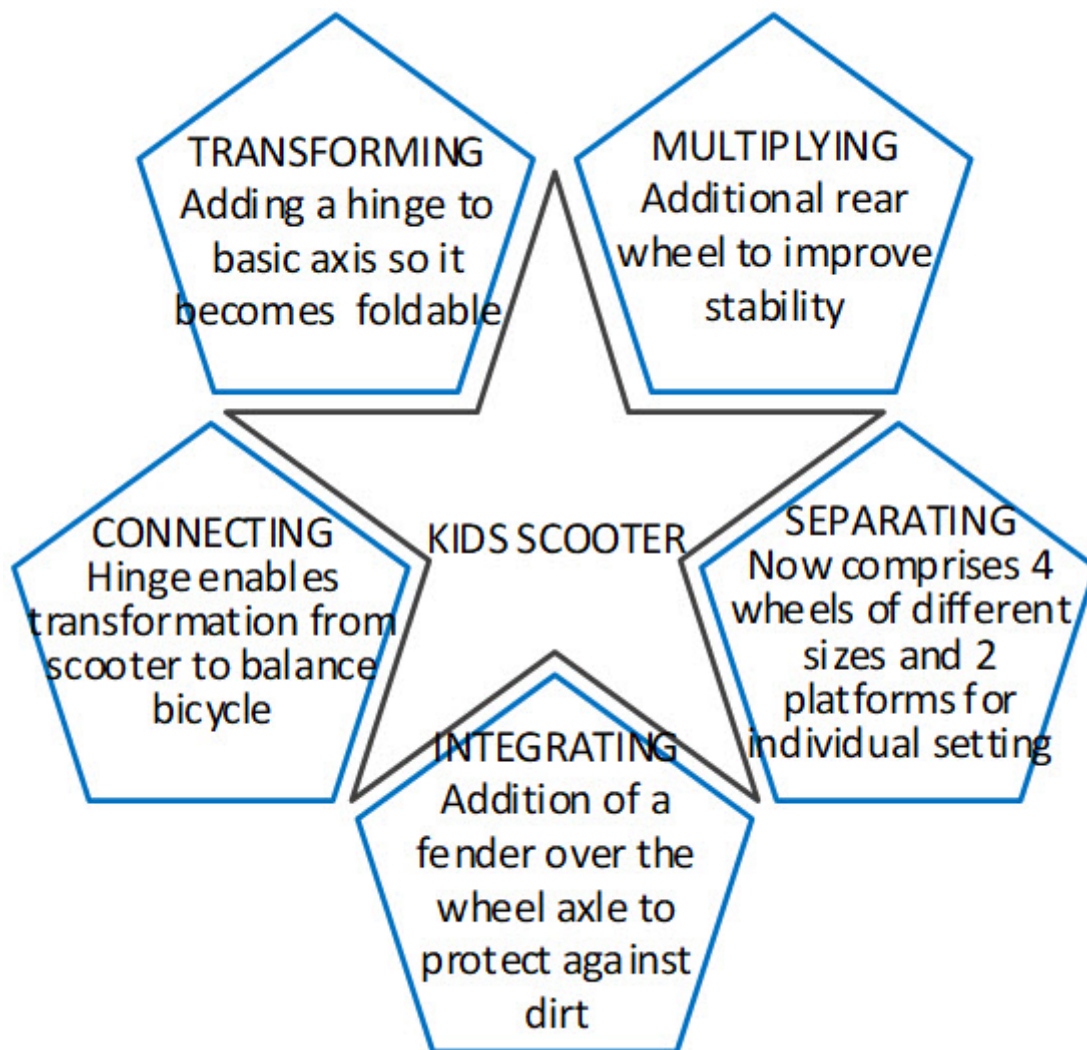 TRANSFORMING
Adding a hinge to
basic axis so it
becomes foldable
MULTIPLYING
Additional rear
wheel to improve
stability
CONNECTING
Hinge enables
transformation from
scooter to balance
bicycle
KIDS SCOOTER
SEPARATING
Now comprises 4
wheels of different
sizes and 2
platforms for
individual setting
INTEGRATING
Addition of a
fender over the
wheel axle to
protect against
dirt